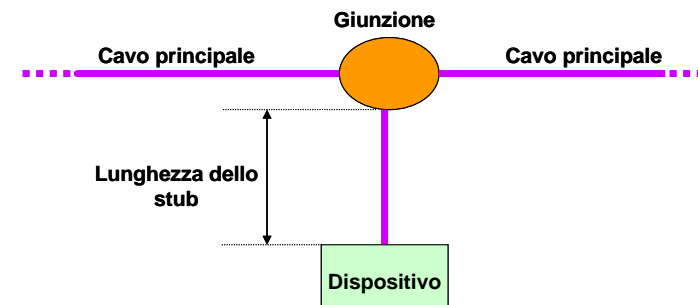 Giunzione
Cavo principale
Cavo principale
Lunghezza dello
stub
Dispositivo